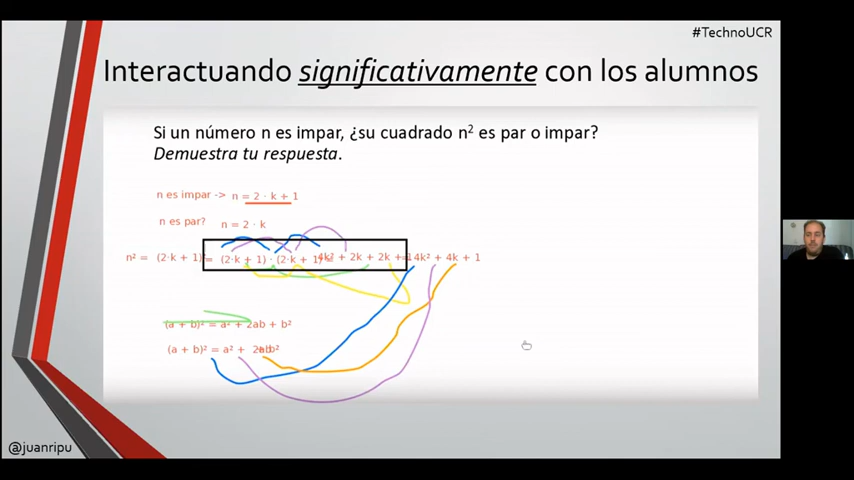 #TechnoUCR
Interactuando significativamente con los alumnos
Si un número n es impar, ¿su cuadrado n² es par o impar?
Demuestra tu respuesta.
n es impar -> n = 2 · k + 1
n es par? n = 2 · k
n² = (2·k + 1)² = (2·k + 1) · (2·k + 1) = 4k² + 2k + 2k + 1 4k² + 4k + 1
(a + b)² = a² + 2ab + b²
(a + b)² = a² + 2ab
@juanripu